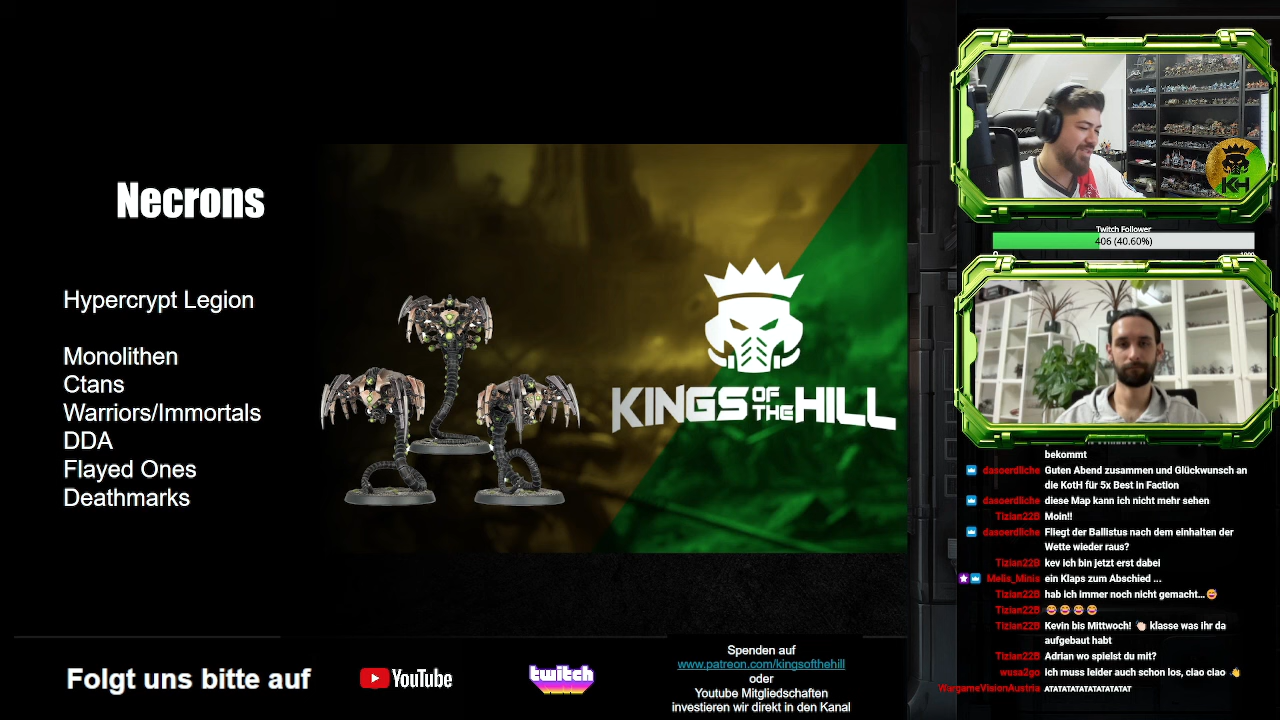 Necrons
Hypercrypt Legion
Monolithen
Ctans
Warriors/Immortals
DDA
Flayed Ones
Deathmarks
KINGS OF THE HILL
Folgt uns bitte auf
YouTube
twitch
Spenden auf
www.patreon.com/kingsofthehill
oder
Youtube Mitgliedschaften
investieren wir direkt in den Kanal
KH
Twitch Follower
406 (40.60%)
bekommt
dasoerdliche Guten Abend zusammen und Glückwunsch an
die KotH für 5x Best in Faction
dasoerdliche diese Map kann ich nicht mehr sehen
Tizian22B Moin!!
dasoerdliche Fliegt der Ballistus nach dem einhalten der
Wette wieder raus?
Tizian22B kev ich bin jetzt erst dabei
Melis_Minis ein Klaps zum Abschied ...
Tizian22B hab ich immer noch nicht gemacht...😅
Tizian22B 😅 😅 😅 😅
Tizian22B Kevin bis Mittwoch! 👏🏻 klasse was ihr da
aufgebaut habt
Tizian22B Adrian wo spielst du mit?
wusa2go Ich muss leider auch schon los, ciao ciao 👋
WargameVisionAustria ATATATATATATATATAT